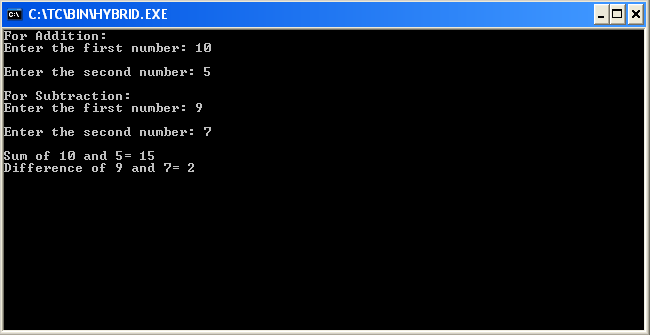 C:\TC\BIN\HYBRID.EXE
For Addition:
Enter the first number: 10
Enter the second number: 5
For Subtraction:
Enter the first number: 9
Enter the second number: 7
Sum of 10 and 5= 15
Difference of 9 and 7= 2